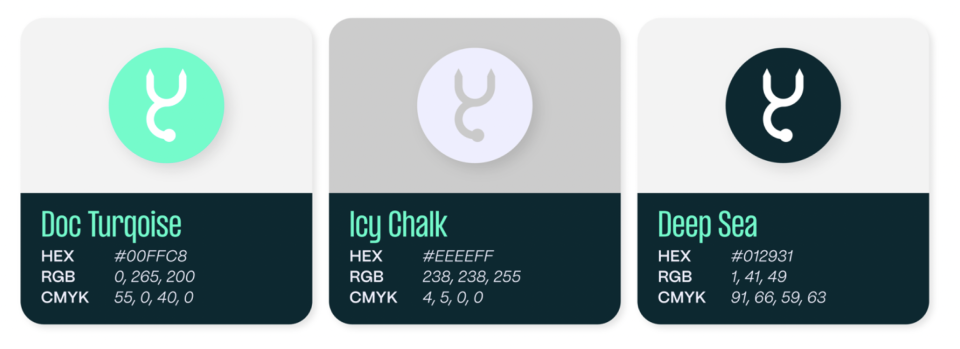 Doc Turqoise
HEX #00FFC8
RGB 0, 265, 200
CMYK 55, 0, 40, 0
Icy Chalk
HEX #EEEEFF
RGB 238, 238, 255
CMYK 4, 5, 0, 0
Deep Sea
HEX #012931
RGB 1, 41, 49
CMYK 91, 66, 59, 63